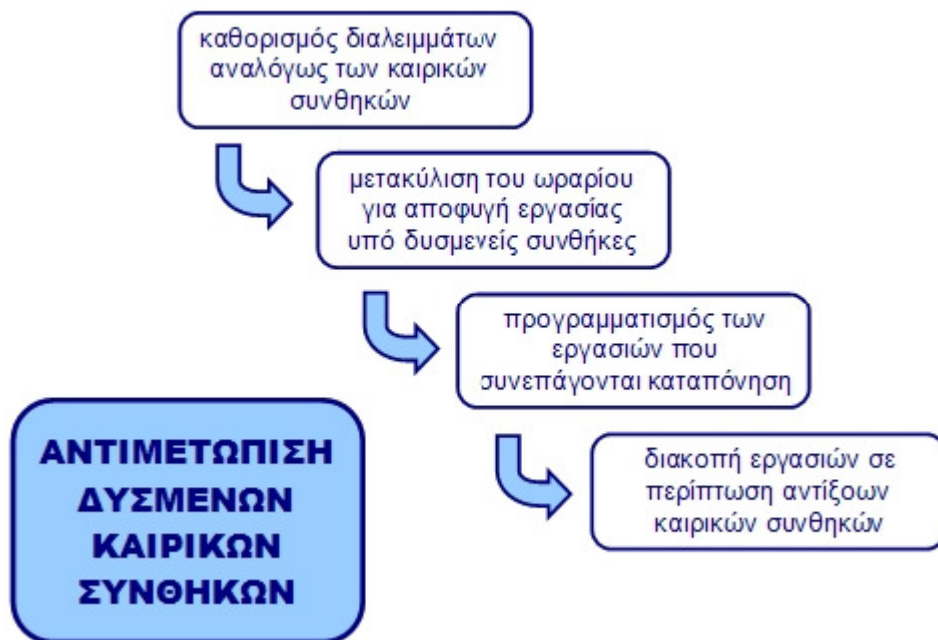 καθορισμός διαλειμμάτων
αναλόγως των καιρικών
συνθηκών
μετακύλιση του ωραρίου
για αποφυγή εργασίας
υπό δυσμενείς συνθήκες
προγραμματισμός των
εργασιών που
συνεπάγονται καταπόνηση
διακοπή εργασιών σε
περίπτωση αντίξοων
καιρικών συνθηκών
ΑΝΤΙΜΕΤΩΠΙΣΗ
ΔΥΣΜΕΝΩΝ
ΚΑΙΡΙΚΩΝ
ΣΥΝΘΗΚΩΝ